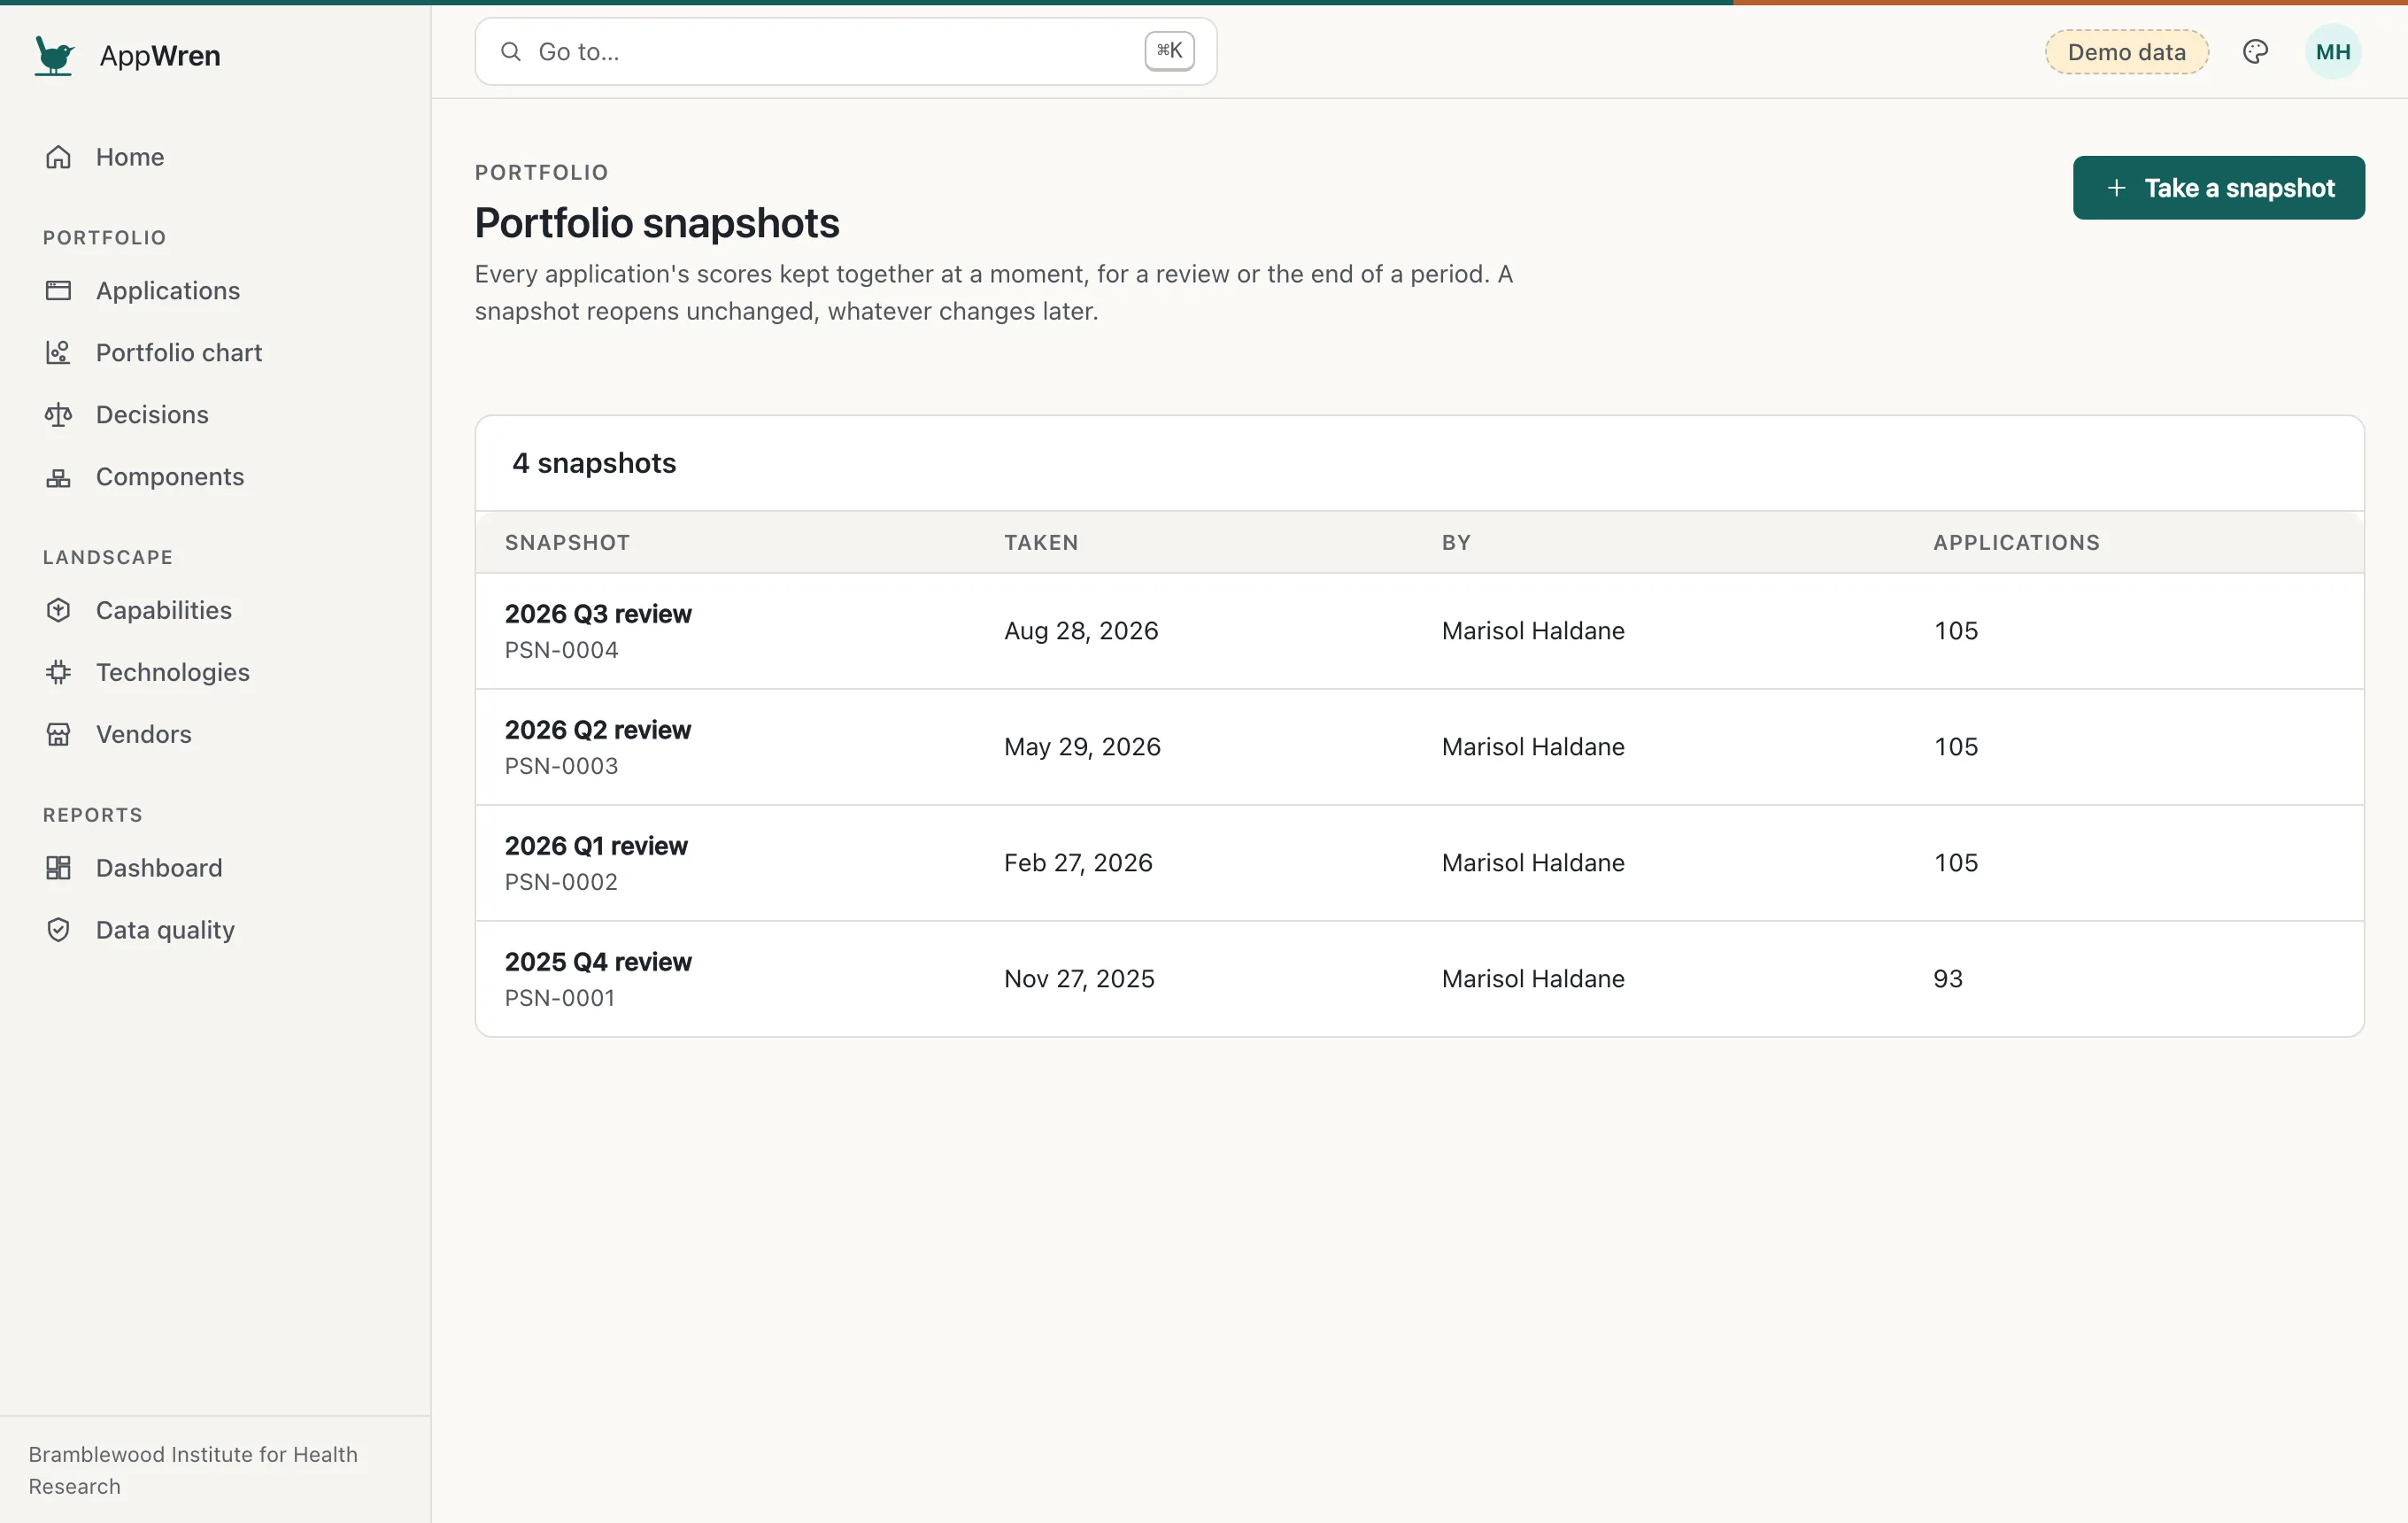 AppWren
Go to...
⌘K
Demo data
MH
Home
PORTFOLIO
Applications
Portfolio chart
Decisions
Components
LANDSCAPE
Capabilities
Technologies
Vendors
REPORTS
Dashboard
Data quality
Bramblewood Institute for Health
Research
PORTFOLIO
Portfolio snapshots
Every application's scores kept together at a moment, for a review or the end of a period. A
snapshot reopens unchanged, whatever changes later.
+ Take a snapshot
4 snapshots
SNAPSHOT TAKEN BY APPLICATIONS
2026 Q3 review
PSN-0004
Aug 28, 2026
Marisol Haldane
105
2026 Q2 review
PSN-0003
May 29, 2026
Marisol Haldane
105
2026 Q1 review
PSN-0002
Feb 27, 2026
Marisol Haldane
105
2025 Q4 review
PSN-0001
Nov 27, 2025
Marisol Haldane
93